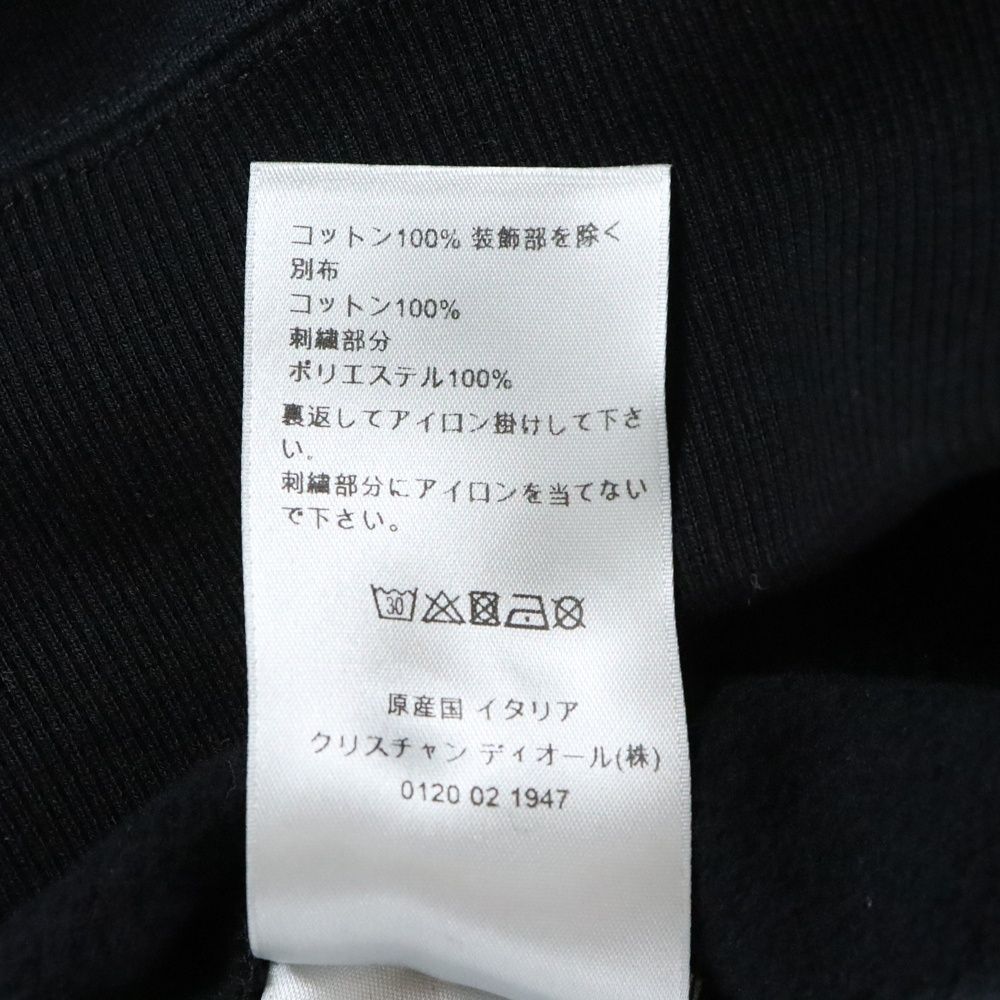 コットン100% 装飾部を除く
別布
コットン100%
刺繍部分
ポリエステル100%
裏返してアイロン掛けして下さ
い。
刺繍部分にアイロンを当てない
で下さい。
30
原産国 イタリア
クリスチャン ディオール(株)
0120 02 1947